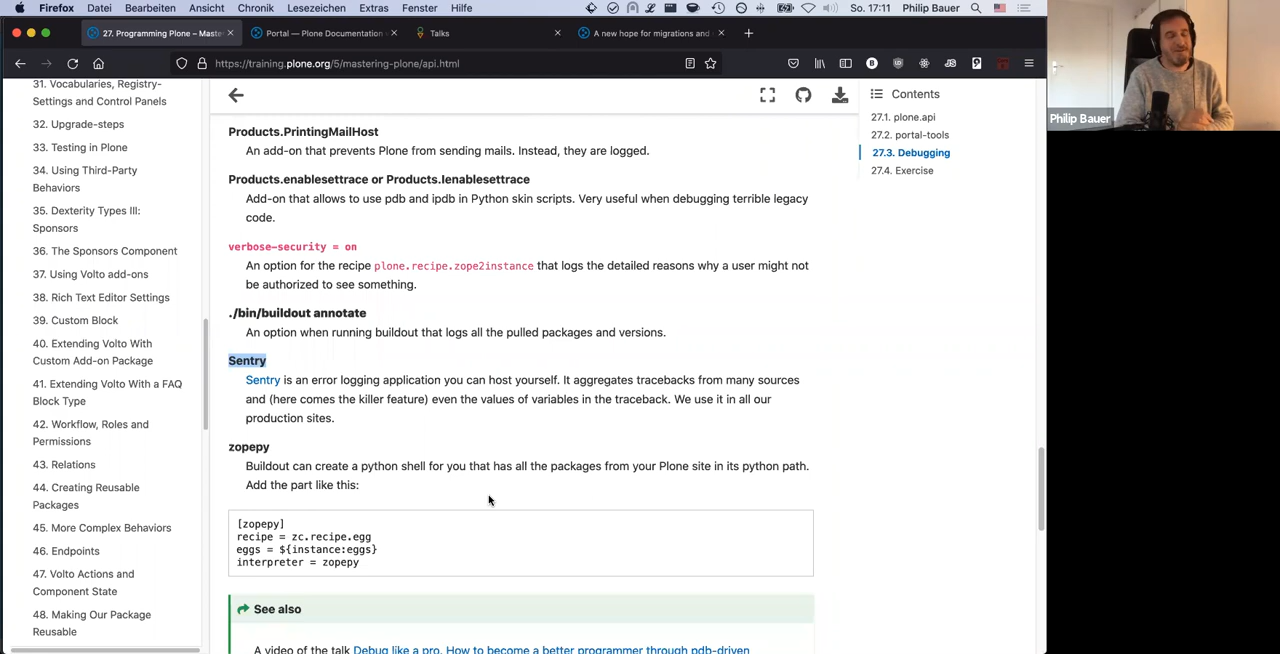 Firefox Datei Bearbeiten Ansicht Chronik Lesezeichen Extras Fenster Hilfe So. 17:11 Philip Bauer
27. Programming Plone — Maste
Portal — Plone Documentation
Talks
A new hope for migrations and
https://training.plone.org/5/mastering-plone/api.html
31. Vocabularies, Registry-
Settings and Control Panels
32. Upgrade-steps
33. Testing in Plone
34. Using Third-Party
Behaviors
35. Dexterity Types III:
Sponsors
36. The Sponsors Component
37. Using Volto add-ons
38. Rich Text Editor Settings
39. Custom Block
40. Extending Volto With
Custom Add-on Package
41. Extending Volto With a FAQ
Block Type
42. Workflow, Roles and
Permissions
43. Relations
44. Creating Reusable
Packages
45. More Complex Behaviors
46. Endpoints
47. Volto Actions and
Component State
48. Making Our Package
Reusable
Products.PrintingMailHost
An add-on that prevents Plone from sending mails. Instead, they are logged.
Products.enablesettrace or Products.Ienablesettrace
Add-on that allows to use pdb and ipdb in Python skin scripts. Very useful when debugging terrible legacy
code.
verbose-security = on
An option for the recipe plone.recipe.zope2instance that logs the detailed reasons why a user might not
be authorized to see something.
./bin/buildout annotate
An option when running buildout that logs all the pulled packages and versions.
Sentry
Sentry is an error logging application you can host yourself. It aggregates tracebacks from many sources
and (here comes the killer feature) even the values of variables in the traceback. We use it in all our
production sites.
zopepy
Buildout can create a python shell for you that has all the packages from your Plone site in its python path.
Add the part like this:
[zopepy]
recipe = zc.recipe.egg
eggs = ${instance:eggs}
interpreter = zopepy
See also
A video of the talk Debug like a pro. How to become a better programmer through pdb-driven
Contents
27.1. plone.api
27.2. portal-tools
27.3. Debugging
27.4. Exercise
Philip Bauer